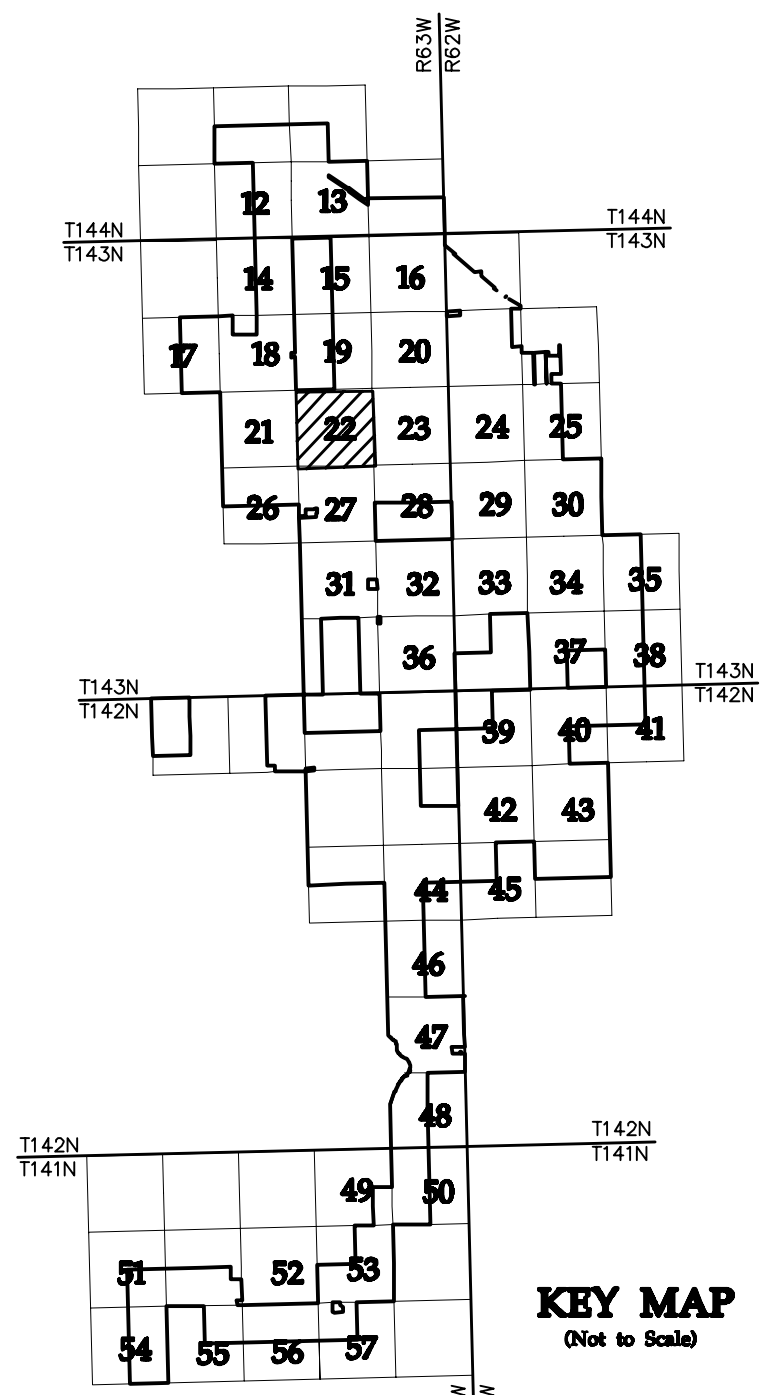 R63W
R62W
12 13
T144N T144N
T143N T143N
14 15 16
17 18 19 20
21 22 23 24 25
26 27 28 29 30
31 32 33 34 35
36 37 38
T143N T143N
T142N T142N
39 40 41
42 43
44 45
46
47
48
T142N T142N
T141N T141N
49 50
51 52 53
54 55 56 57
KEY MAP
(Not to Scale)
W
W